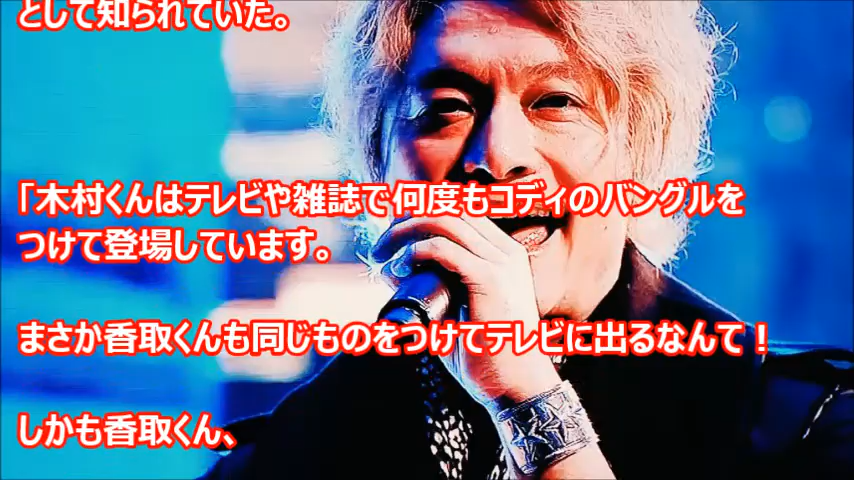 として知られていた。
「木村くんはテレビや雑誌で何度もコディのバングルを
つけて登場しています。
まさか香取くんも同じものをつけてテレビに出るなんて！
しかも香取くん、